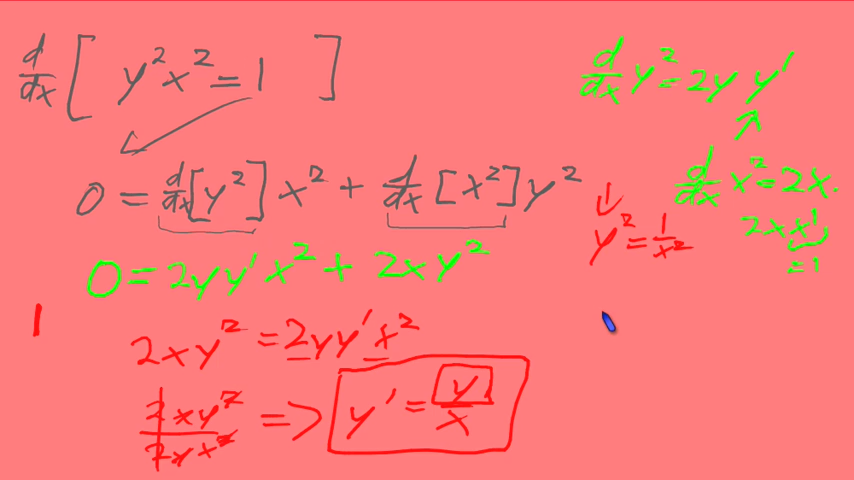 d/dx [ y²x² = 1 ]
0 = d/dx [y²] x² + d/dx [x²] y²
0 = 2yy'x² + 2xy²
1
2xy² = 2yy'x²
2xy²/2yx² => y' = y/x
d/dx y² = 2y y'
d/dx x² = 2x.
2x x'
= 1
y² = 1/x²